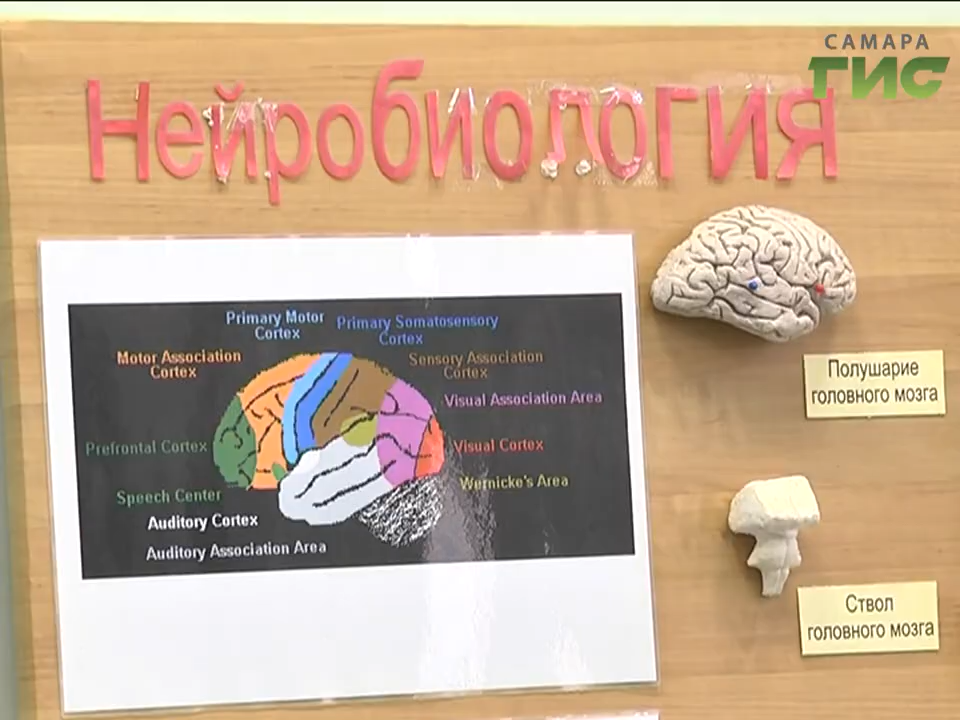 САМАРА
ГИС
Нейробиология
Primary Motor
Cortex
Primary Somatosensory
Cortex
Motor Association
Cortex
Sensory Association
Cortex
Visual Association Area
Prefrontal Cortex
Visual Cortex
Speech Center
Wernicke's Area
Auditory Cortex
Auditory Association Area
Полушарие
головного мозга
Ствол
головного мозга